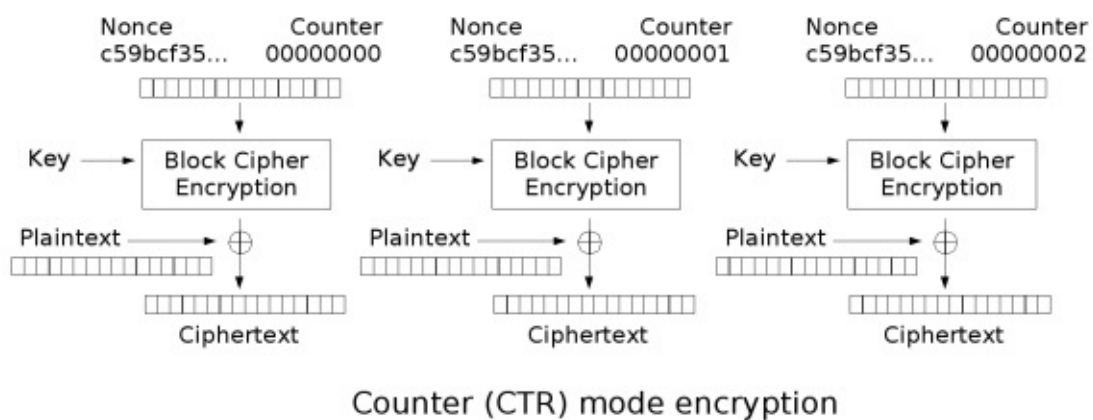 Nonce Counter Nonce Counter Nonce Counter
c59bcf35... 00000000 c59bcf35... 00000001 c59bcf35... 00000002
Key Block Cipher Encryption Key Block Cipher Encryption Key Block Cipher Encryption
Plaintext Plaintext Plaintext
Ciphertext Ciphertext Ciphertext
Counter (CTR) mode encryption